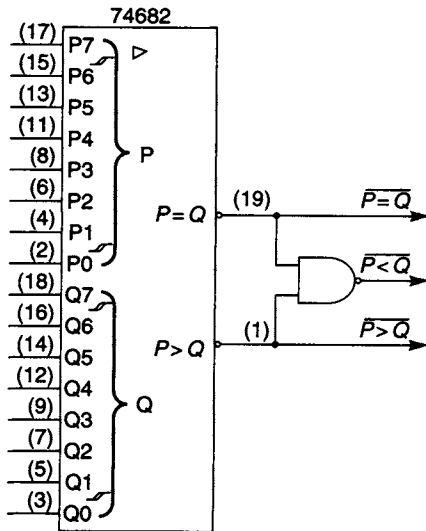 74682
(17) P7
(15) P6
(13) P5
(11) P4
(8) P3
(6) P2
(4) P1
(2) P0
P
(18) Q7
(16) Q6
(14) Q5
(12) Q4
(9) Q3
(7) Q2
(5) Q1
(3) Q0
Q
P=Q (19) P=Q
P<Q
P>Q (1) P>Q